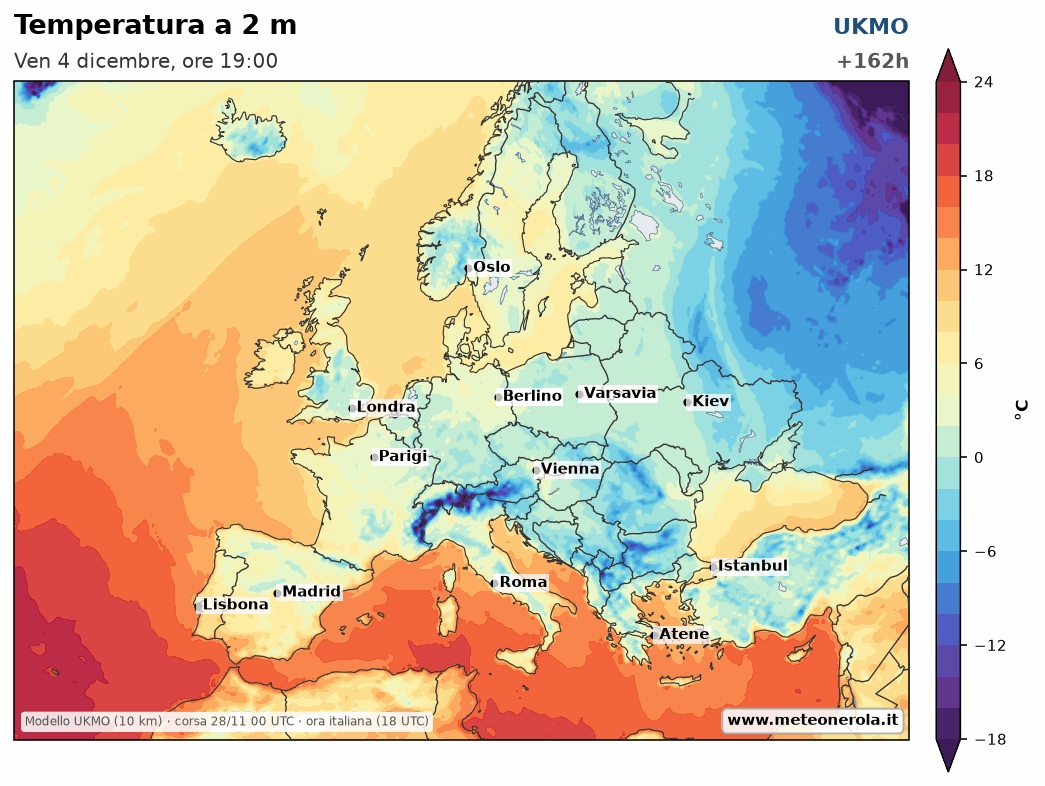 Temperatura a 2 m
UKMO
Ven 4 dicembre, ore 19:00
+162h
24
18
12
6
0
−6
−12
−18
°C
Oslo
Londra
Berlino
Varsavia
Kiev
Parigi
Vienna
Istanbul
Roma
Madrid
Lisbona
Atene
Modello UKMO (10 km) · corsa 28/11 00 UTC · ora italiana (18 UTC)
www.meteonerola.it